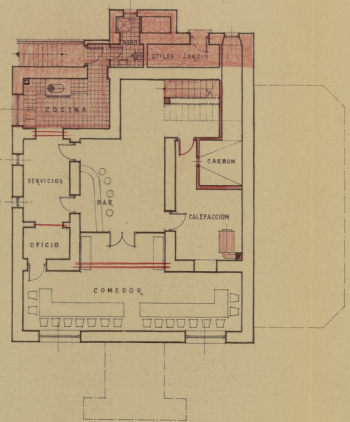 UTILES - JARDIN
COCINA
CARBON
SERVICIOS
BAR
CALEFACCION
OFICIO
COMEDOR